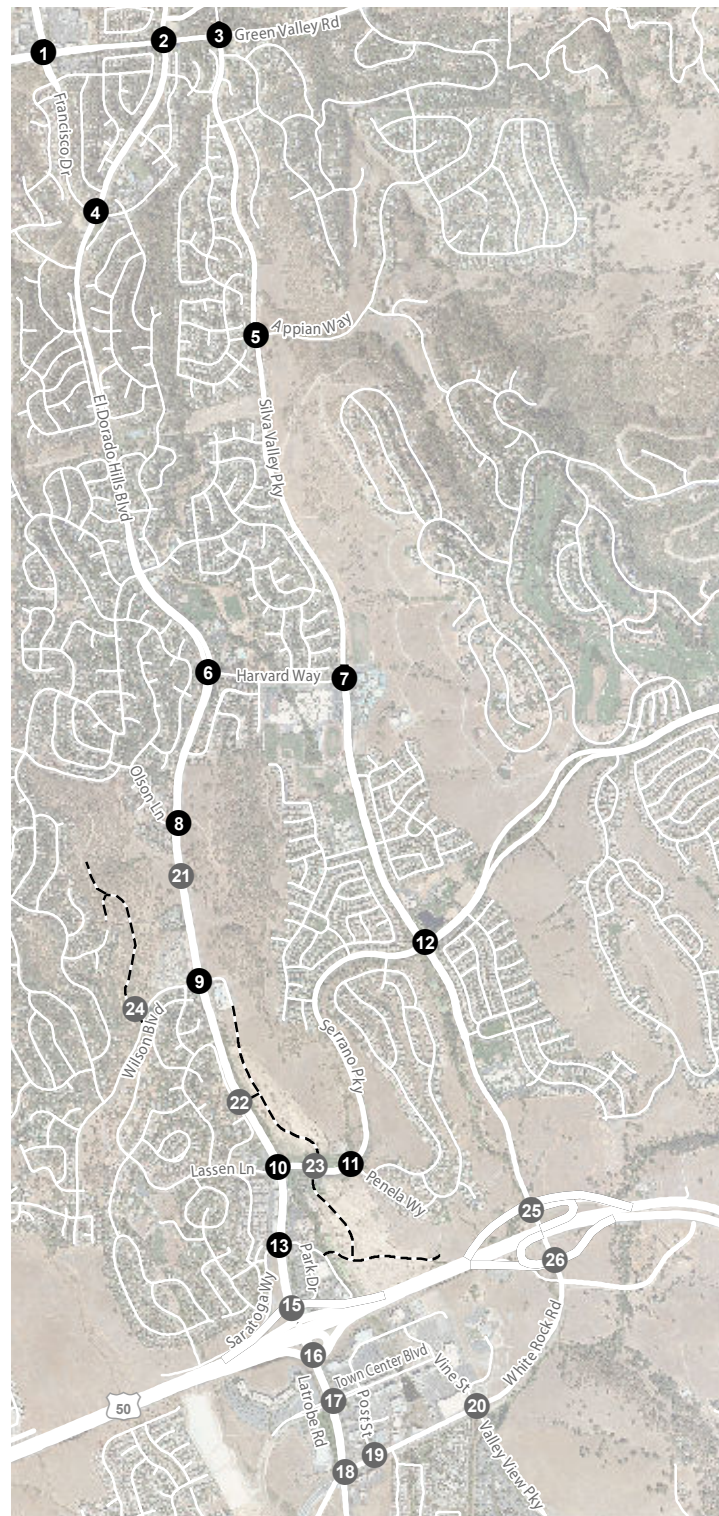 1
2
3
Green Valley Rd
Francisco Dr
4
5
Appian Way
El Dorado Hills Blvd
Silva Valley Pky
6
Harvard Way
7
Olson Ln
8
21
12
9
24
Wilson Blvd
Serrano Pky
22
Lassen Ln
10
23
11
Penela Wy
25
13
Park Dr
26
Saratoga Wy
15
16
Town Center Blvd
Vine St
White Rock Rd
50
Latrobe Rd
17
Post St
20
Valley View Pky
19
18